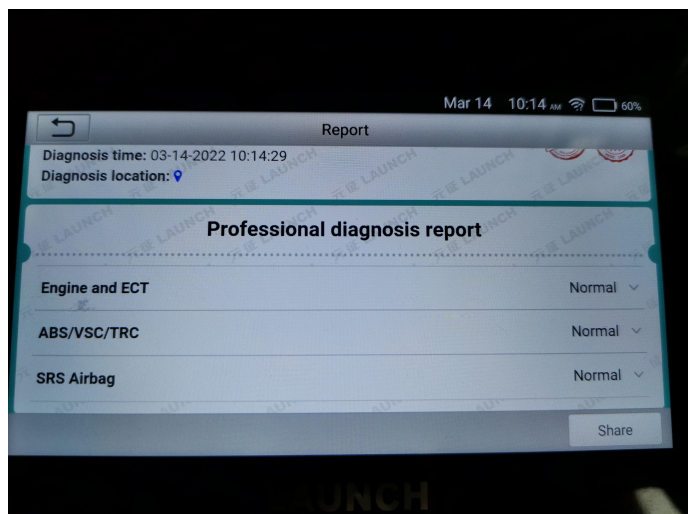 Mar 14 10:14 AM 60%
Report
Diagnosis time: 03-14-2022 10:14:29
Diagnosis location:
Professional diagnosis report
Engine and ECT Normal
ABS/VSC/TRC Normal
SRS Airbag Normal
Share
LAUNCH